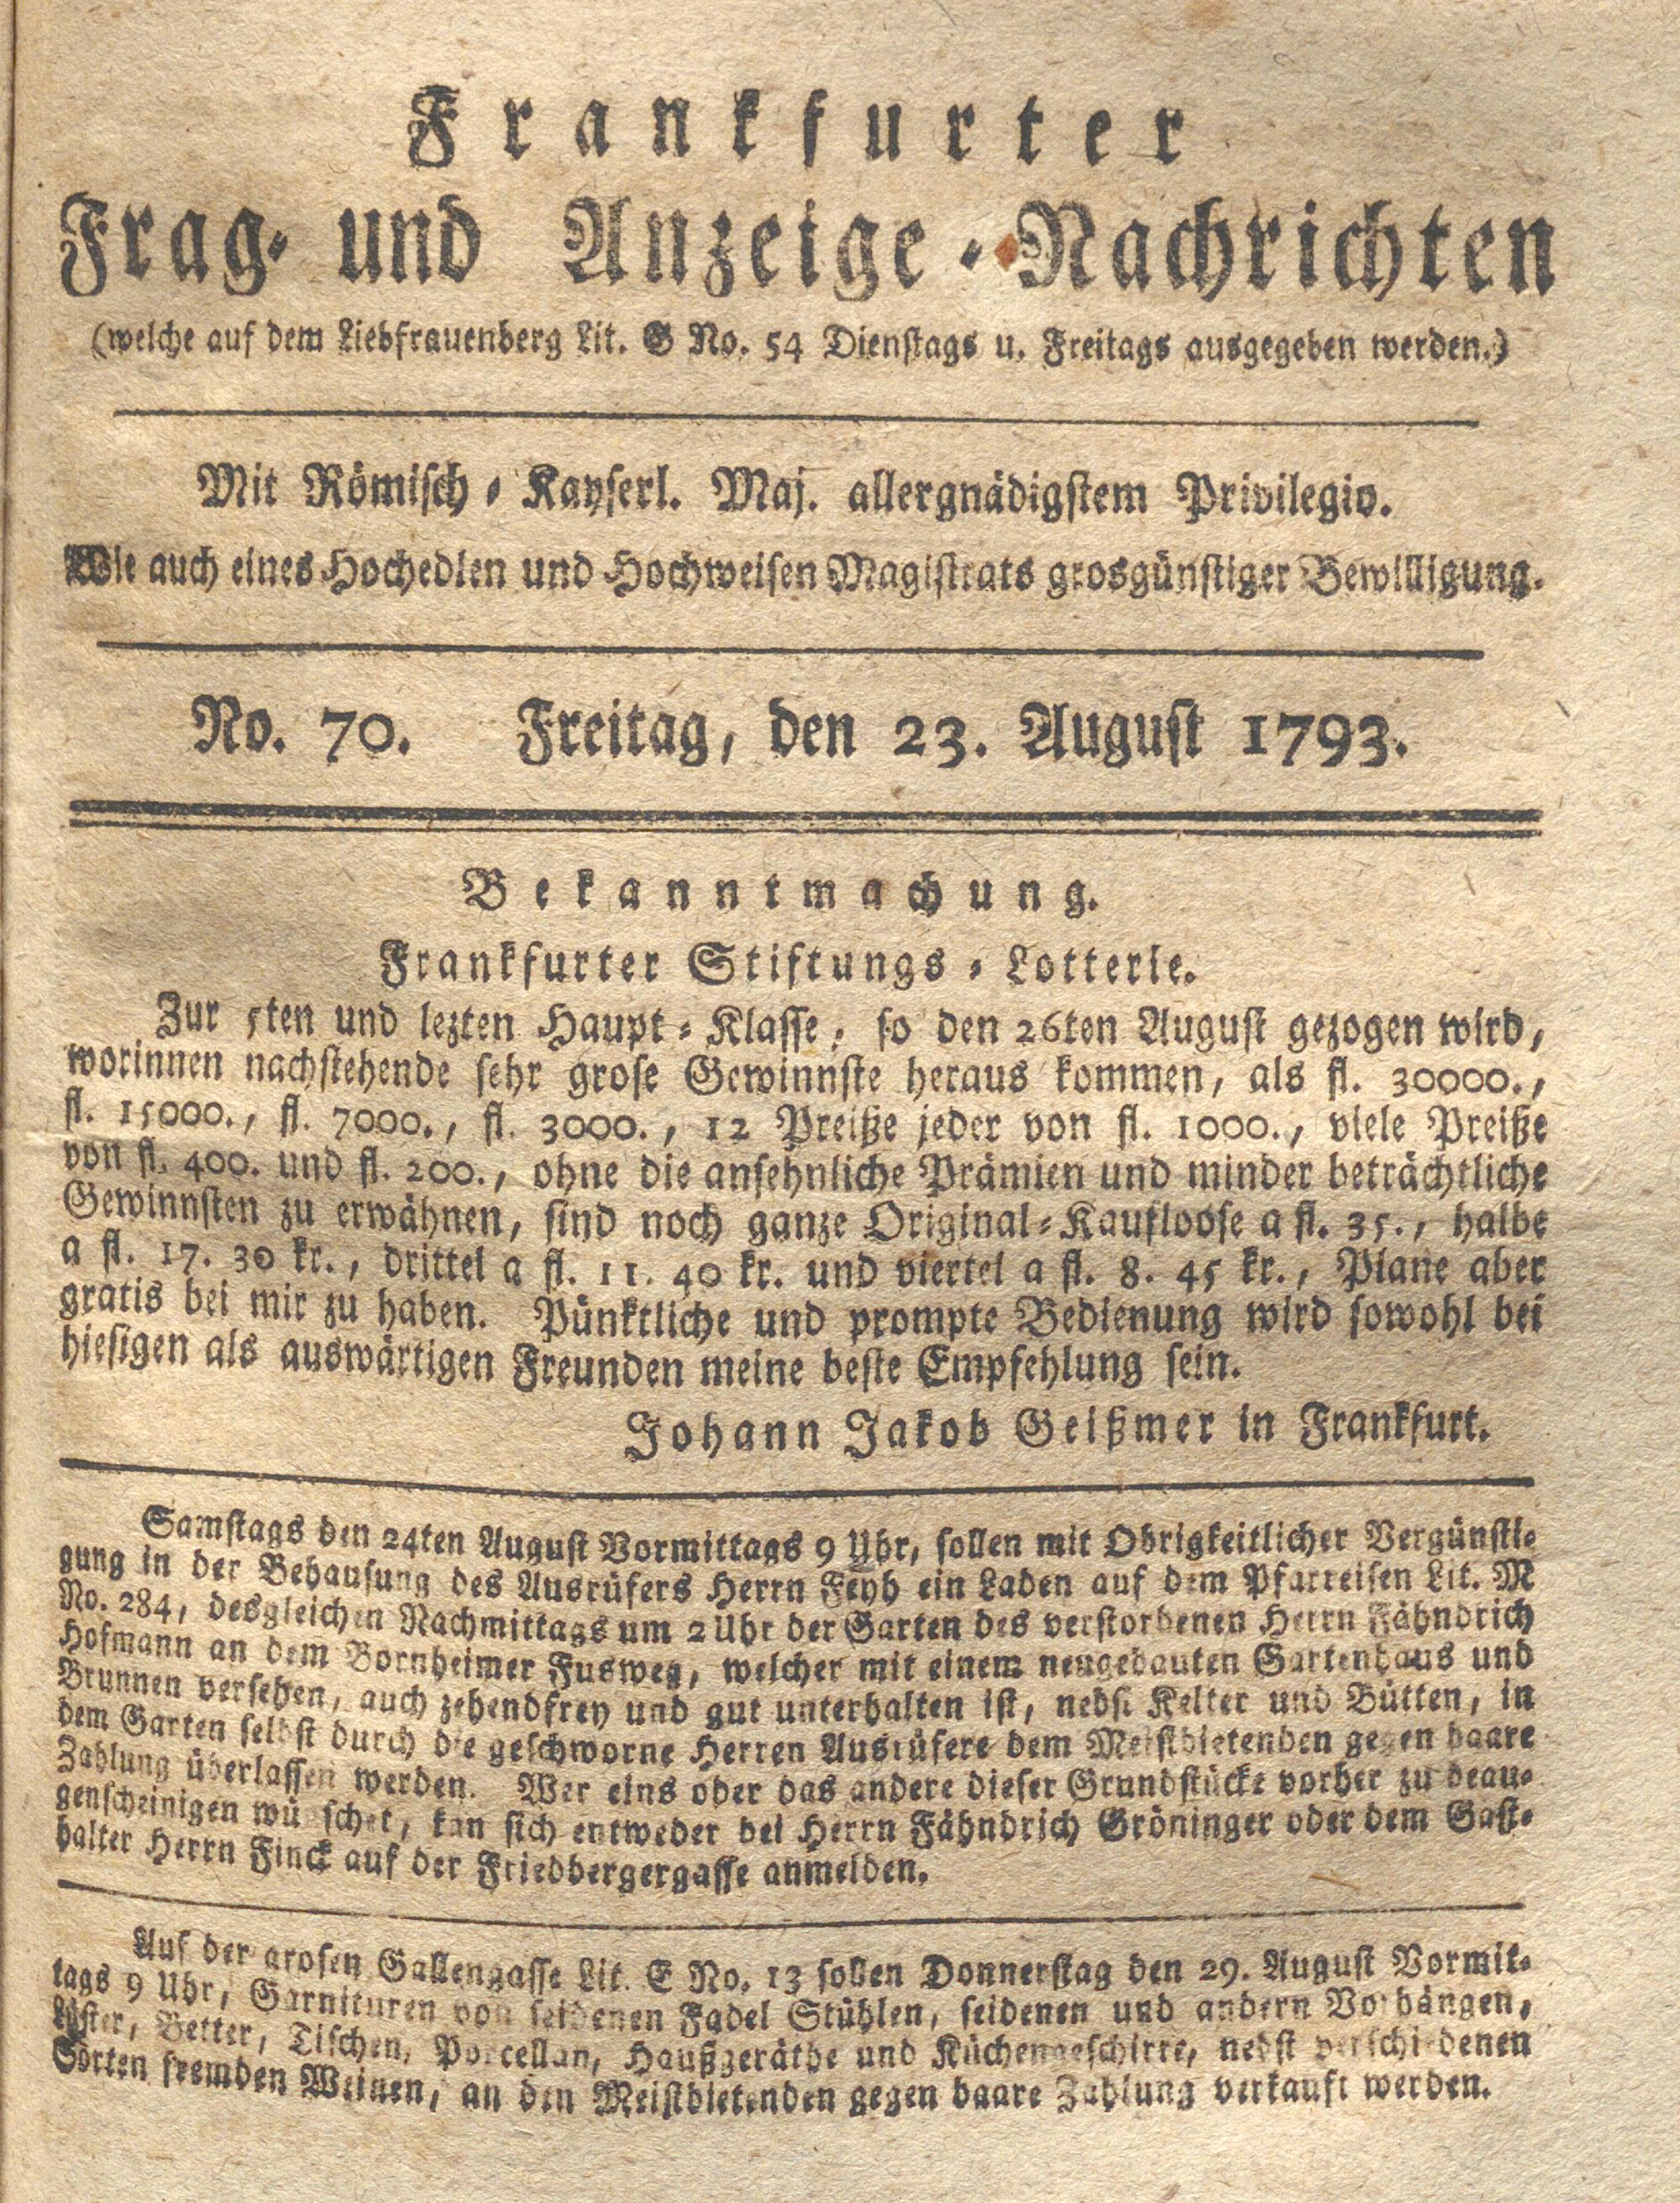 Frankfurter
Frag- und Anzeige-Nachrichten
(welche auf dem Liebfrauenberg Lit. G No. 54 Dienstags u. Freitags ausgegeben werden.)
Mit Römisch-Kayserl. Maj. allergnädigstem Privilegio.
Wie auch eines Hochedlen und Hochweisen Magistrats grosgünstiger Bewilligung.
No. 70. Freitag, den 23. August 1793.
Bekanntmachung.
Frankfurter Stiftungs-Lotterie.
Zur 5ten und lezten Haupt-Klasse, so den 26ten August gezogen wird,
worinnen nachstehende sehr grose Gewinnste heraus kommen, als fl. 30000.,
fl. 15000., fl. 7000., fl. 3000., 12 Preiße jeder von fl. 1000., viele Preiße
von fl. 400. und fl. 200., ohne die ansehnliche Prämien und minder beträchtliche
Gewinnsten zu erwähnen, sind noch ganze Original-Kaufloose a fl. 35., halbe
a fl. 17. 30 kr., drittel a fl. 11. 40 kr. und viertel a fl. 8. 45 kr., Plane aber
gratis bei mir zu haben. Pünktliche und prompte Bedienung wird sowohl bei
hiesigen als auswärtigen Freunden meine beste Empfehlung sein.
Johann Jakob Geißmer in Frankfurt.
Samstags den 24ten August Vormittags 9 Uhr, sollen mit Obrigkeitlicher Vergünsti-
gung in der Behausung des Ausrüfers Herrn Feyh ein Laden auf dem Pfarreisen Lit. M
No. 284, desgleichen Nachmittags um 2 Uhr der Garten des verstorbenen Herrn Fähndrich
Hofmann an dem Bornheimer Fusweg, welcher mit einem neugebauten Gartenhaus und
Brunnen versehen, auch zehendfrey und gut unterhalten ist, nebst Kelter und Bütten, in
dem Garten selbst durch die geschworne Herren Ausrüfere dem Meistbietenden gegen baare
Zahlung überlassen werden. Wer eins oder das andere dieser Grundstücke vorher zu beau-
genscheinigen wünschet, kan sich entweder bei Herrn Fähndrich Gröninger oder dem Gast-
halter Herrn Finck auf der Friedbergergasse anmelden.
Auf der grosen Gallengasse Lit. E No. 13 sollen Donnerstag den 29. August Vormit-
tags 9 Uhr, Garnituren von seidenen Fadel Stühlen, seidenen und andern Vorhängen,
Lüster, Better, Tischen, Porcellan, Haußgeräthe und Küchengeschirre, nebst verschiedenen
Sorten fremden Weinen, an den Meistbietenden gegen baare Zahlung verkauft werden.